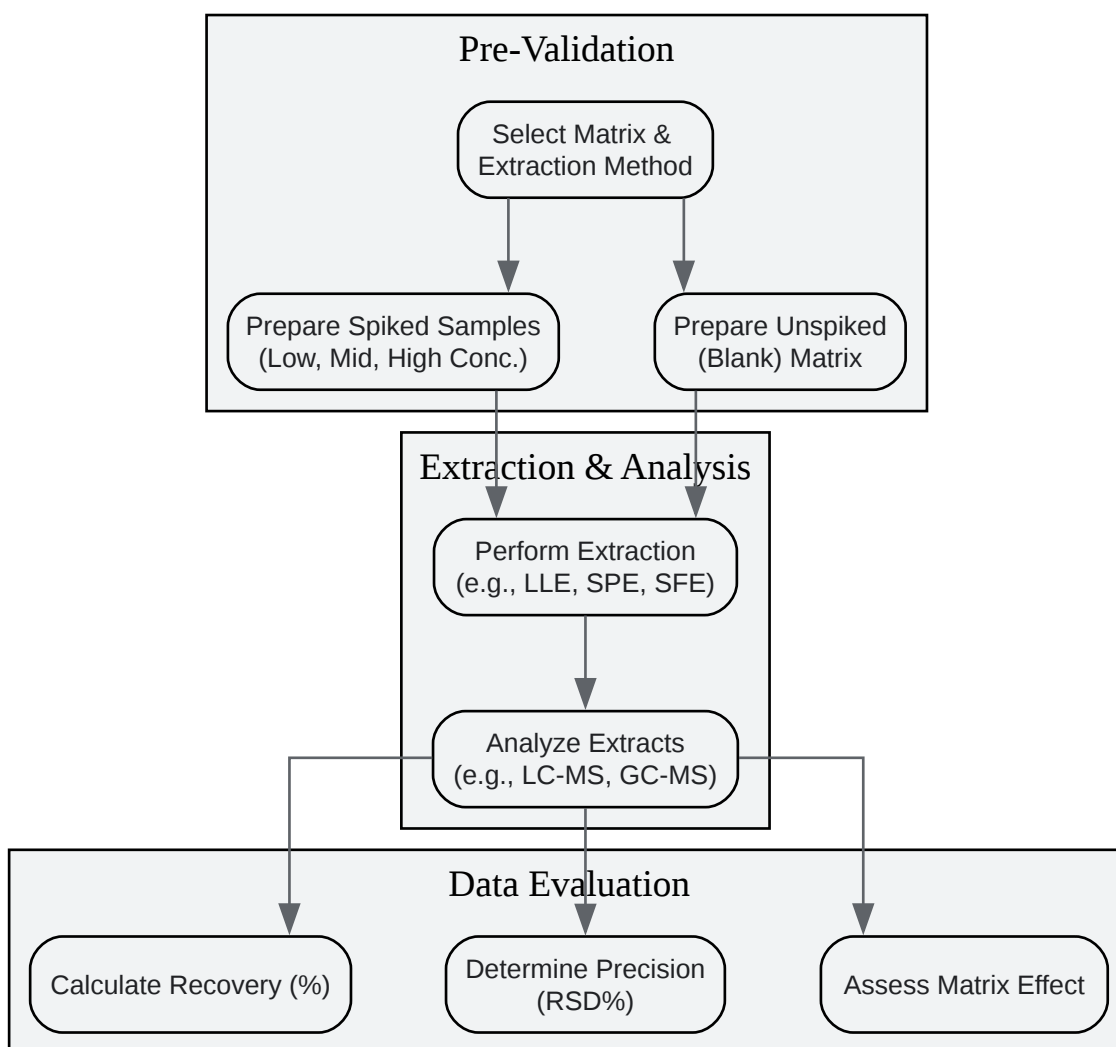 Pre-Validation
Select Matrix &
Extraction Method
Prepare Spiked Samples
(Low, Mid, High Conc.)
Prepare Unspiked
(Blank) Matrix
Extraction & Analysis
Perform Extraction
(e.g., LLE, SPE, SFE)
Analyze Extracts
(e.g., LC-MS, GC-MS)
Data Evaluation
Calculate Recovery (%)
Determine Precision
(RSD%)
Assess Matrix Effect